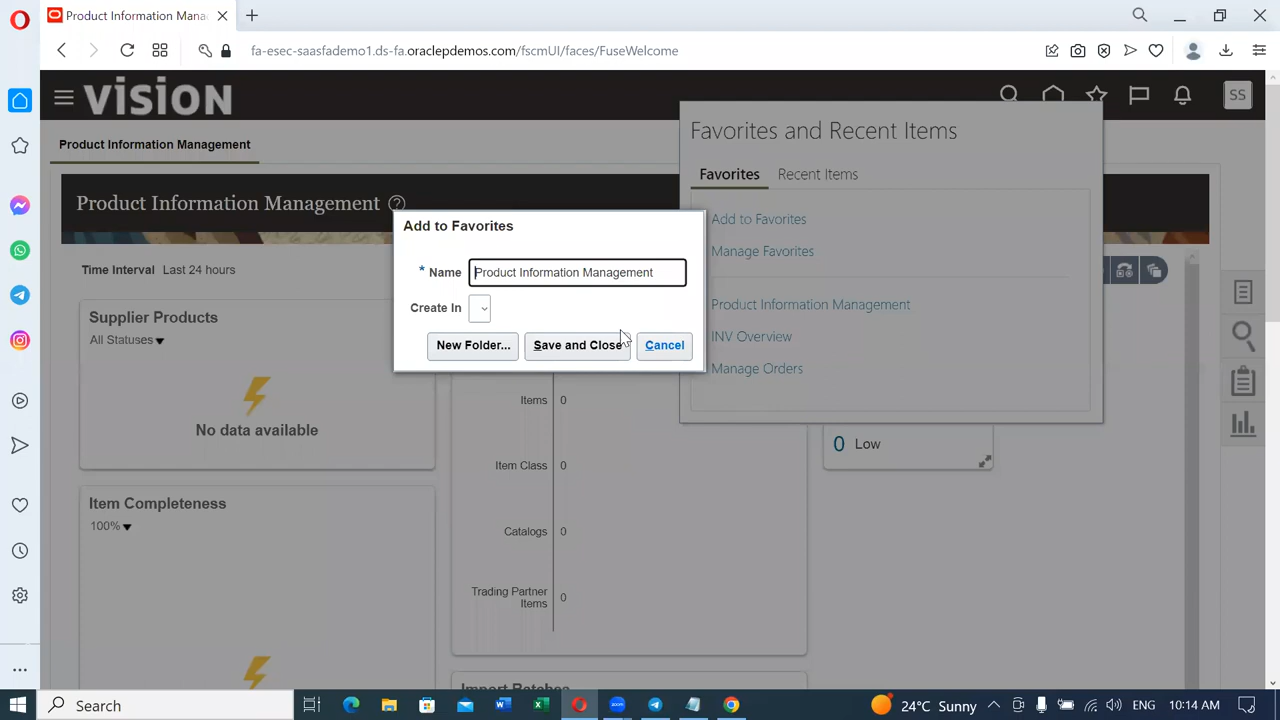 Product Information Mana
fa-esec-saasfademo1.ds-fa.oraclepdemos.com/fscmUI/faces/FuseWelcome
VISION
SS
Product Information Management
Product Information Management
Time Interval Last 24 hours
Supplier Products
All Statuses
No data available
Item Completeness
100%
Items 0
Item Class 0
Catalogs 0
Trading Partner
Items 0
Import Batches
0 Low
Favorites and Recent Items
Favorites Recent Items
Add to Favorites
Manage Favorites
Product Information Management
INV Overview
Manage Orders
Add to Favorites
* Name Product Information Management
Create In
New Folder... Save and Close Cancel
Search
zoom
24°C Sunny
ENG
10:14 AM